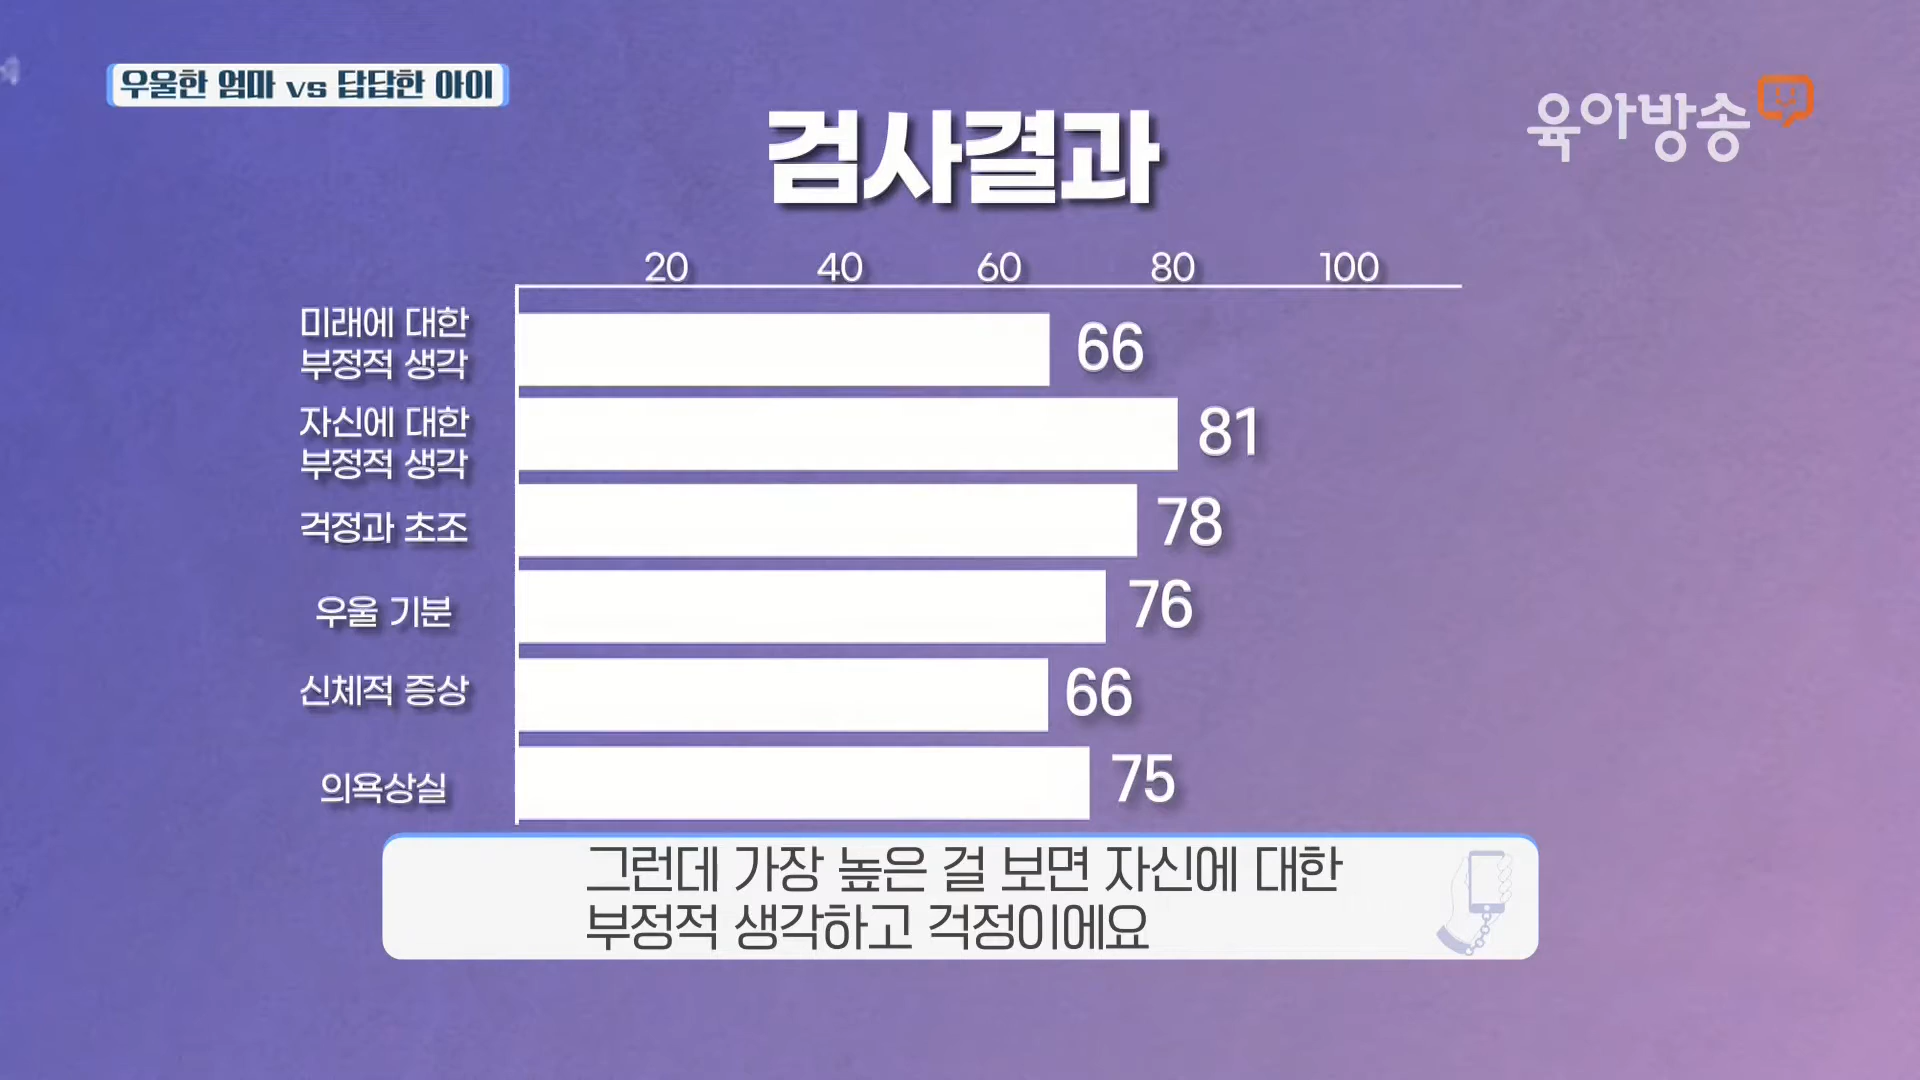 우울한 엄마 vs 답답한 아이
육아방송
검사결과
20 40 60 80 100
미래에 대한
부정적 생각
66
자신에 대한
부정적 생각
81
걱정과 초조
78
우울 기분
76
신체적 증상
66
의욕상실
75
그런데 가장 높은 걸 보면 자신에 대한
부정적 생각하고 걱정이에요